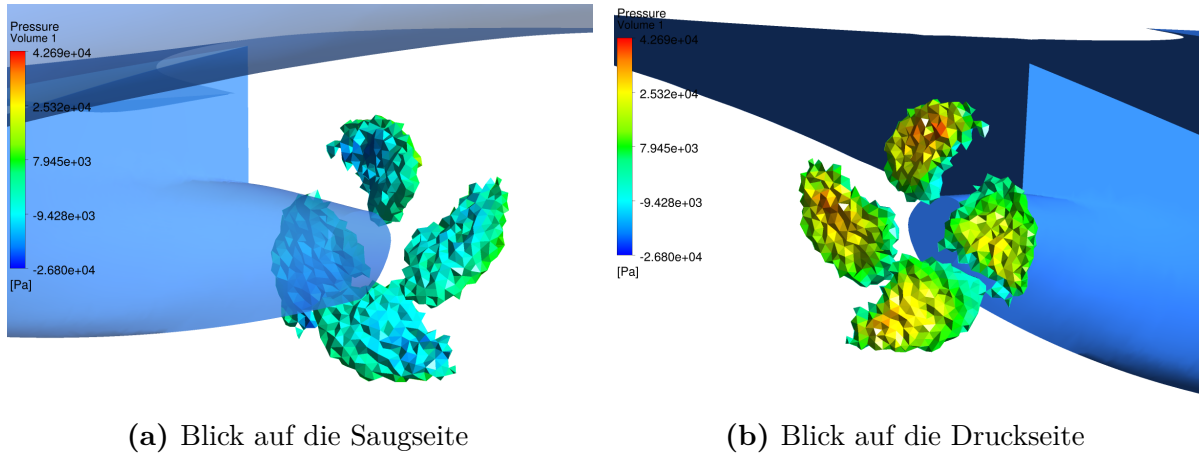 Pressure
Volume 1
4.269e+04
2.532e+04
7.945e+03
-9.428e+03
-2.680e+04
[Pa]
(a) Blick auf die Saugseite
Pressure
Volume 1
4.269e+04
2.532e+04
7.945e+03
-9.428e+03
-2.680e+04
[Pa]
(b) Blick auf die Druckseite